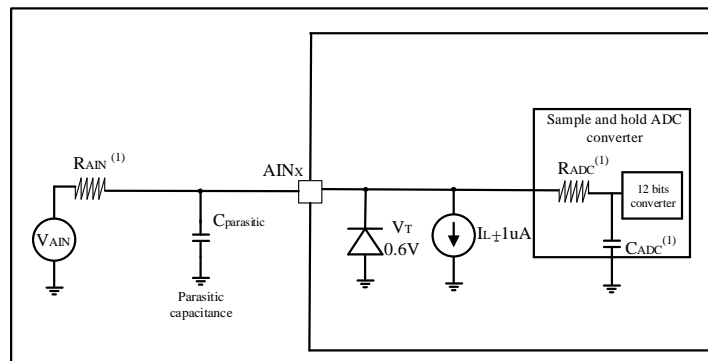 Sample and hold ADC
converter
RAIN(1)
AINX
RADC(1)
12 bits
converter
VAIN
Cparasitic
VT
0.6V
IL±1uA
CADC(1)
Parasitic
capacitance